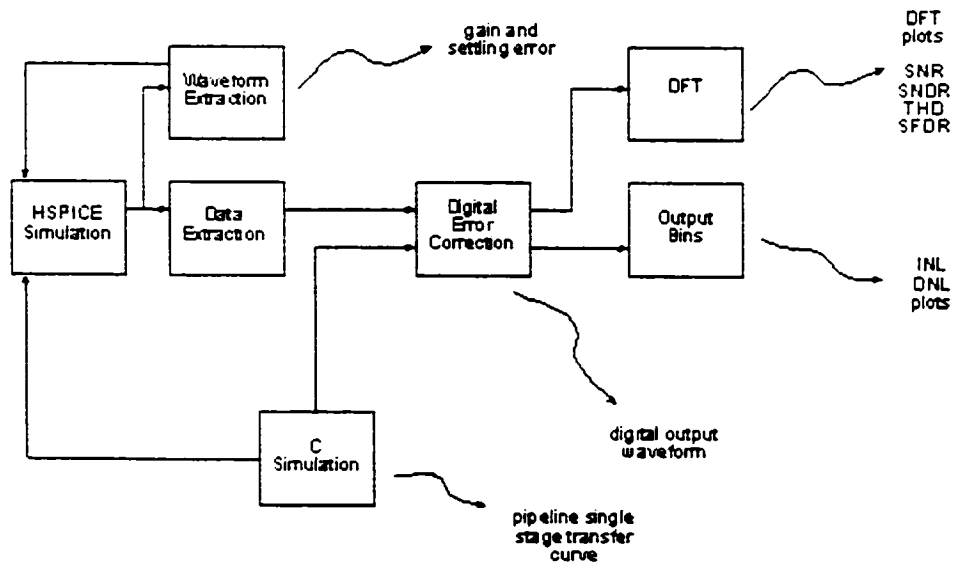 gain and
settling error
DFT
plots
SNR
SNDR
THD
SFDR
Waveform
Extraction
DFT
HSPICE
Simulation
Data
Extraction
Digital
Error
Correction
Output
Bins
INL
DNL
plots
C
Simulation
digital output
waveform
pipeline single
stage transfer
curve